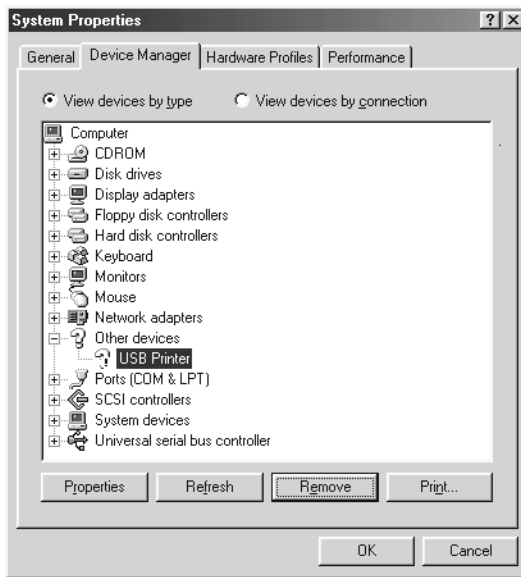 System Properties
General Device Manager Hardware Profiles Performance
View devices by type View devices by connection
Computer
CDROM
Disk drives
Display adapters
Floppy disk controllers
Hard disk controllers
Keyboard
Monitors
Mouse
Network adapters
Other devices
USB Printer
Ports (COM & LPT)
SCSI controllers
System devices
Universal serial bus controller
Properties Refresh Remove Print...
OK Cancel